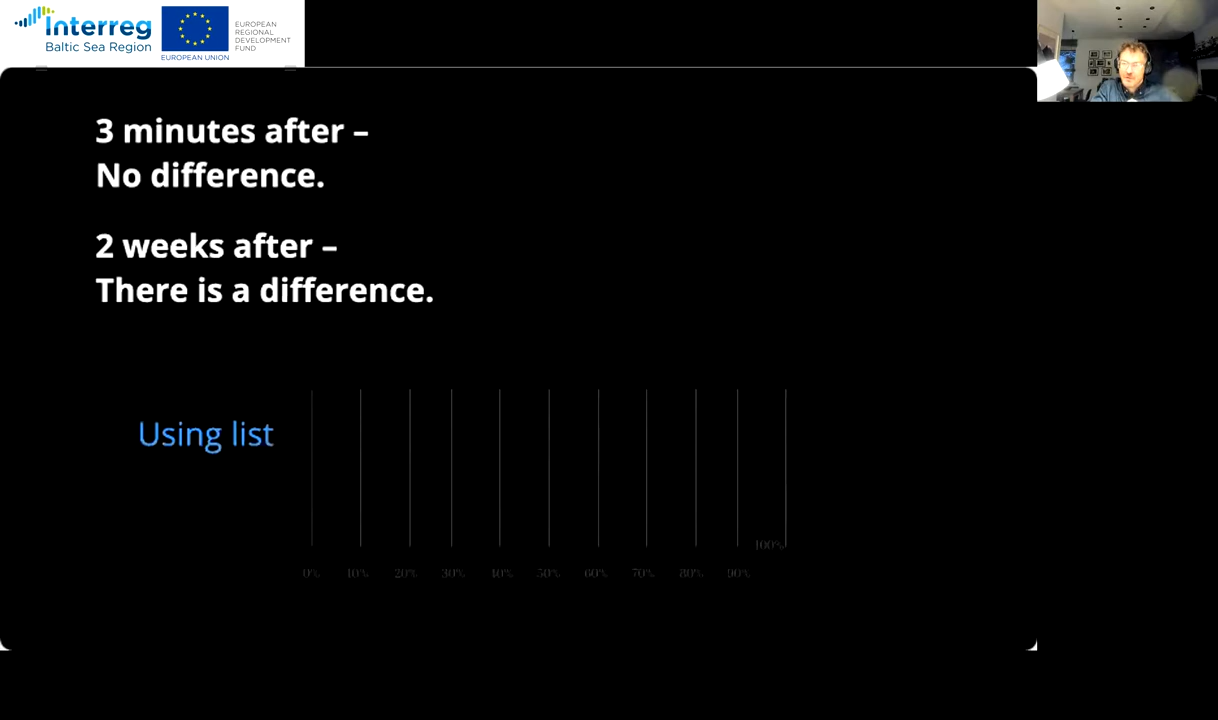 Interreg
Baltic Sea Region
EUROPEAN UNION
EUROPEAN
REGIONAL
DEVELOPMENT
FUND
3 minutes after –
No difference.
2 weeks after –
There is a difference.
Using list
100%
0% 10% 20% 30% 40% 50% 60% 70% 80% 90%